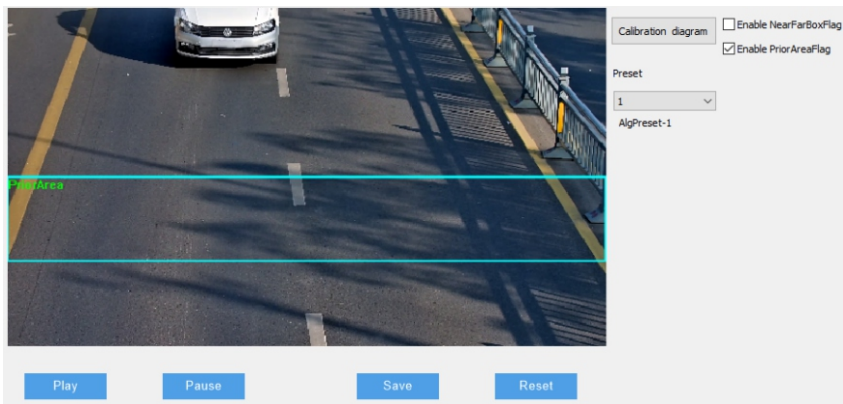 Calibration diagram
Enable NearFarBoxFlag
Enable PriorAreaFlag
Preset
1
AlgPreset-1
PriorArea
Play
Pause
Save
Reset